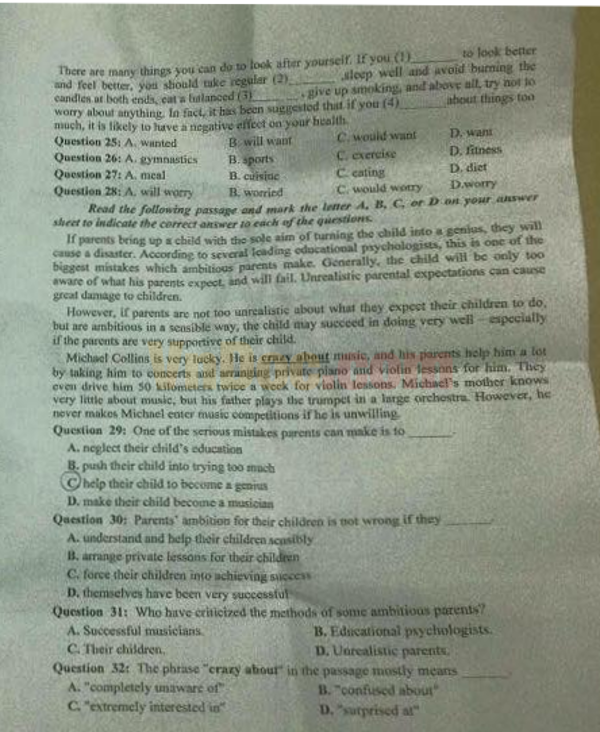 There are many things you can do to look after yourself. If you (1)______ to look better
and feel better, you should take regular (2)______ ,sleep well and avoid burning the
candles at both ends, eat a balanced (3)______ , give up smoking, and above all, try not to
worry about anything. In fact, it has been suggested that if you (4)______ about things too
much, it is likely to have a negative effect on your health.
Question 25: A. wanted B. will want C. would want D. want
Question 26: A. gymnastics B. sports C. exercise D. fitness
Question 27: A. meal B. cuisine C. eating D. diet
Question 28: A. will worry B. worried C. would worry D.worry
Read the following passage and mark the letter A, B, C, or D on your answer
sheet to indicate the correct answer to each of the questions.
If parents bring up a child with the sole aim of turning the child into a genius, they will
cause a disaster. According to several leading educational psychologists, this is one of the
biggest mistakes which ambitious parents make. Generally, the child will be only too
aware of what his parents expect, and will fail. Unrealistic parental expectations can cause
great damage to children.
However, if parents are not too unrealistic about what they expect their children to do,
but are ambitious in a sensible way, the child may succeed in doing very well – especially
if the parents are very supportive of their child.
Michael Collins is very lucky. He is crazy about music, and his parents help him a lot
by taking him to concerts and arranging private piano and violin lessons for him. They
even drive him 50 kilometers twice a week for violin lessons. Michael's mother knows
very little about music, but his father plays the trumpet in a large orchestra. However, he
never makes Michael enter music competitions if he is unwilling.
Question 29: One of the serious mistakes parents can make is to ______.
A. neglect their child's education
B. push their child into trying too much
C help their child to become a genius
D. make their child become a musician
Question 30: Parents' ambition for their children is not wrong if they ______.
A. understand and help their children sensibly
B. arrange private lessons for their children
C. force their children into achieving success
D. themselves have been very successful
Question 31: Who have criticized the methods of some ambitious parents?
A. Successful musicians. B. Educational psychologists.
C. Their children. D. Unrealistic parents.
Question 32: The phrase "crazy about" in the passage mostly means ______
A. "completely unaware of" B. "confused about"
C. "extremely interested in" D. "surprised at"